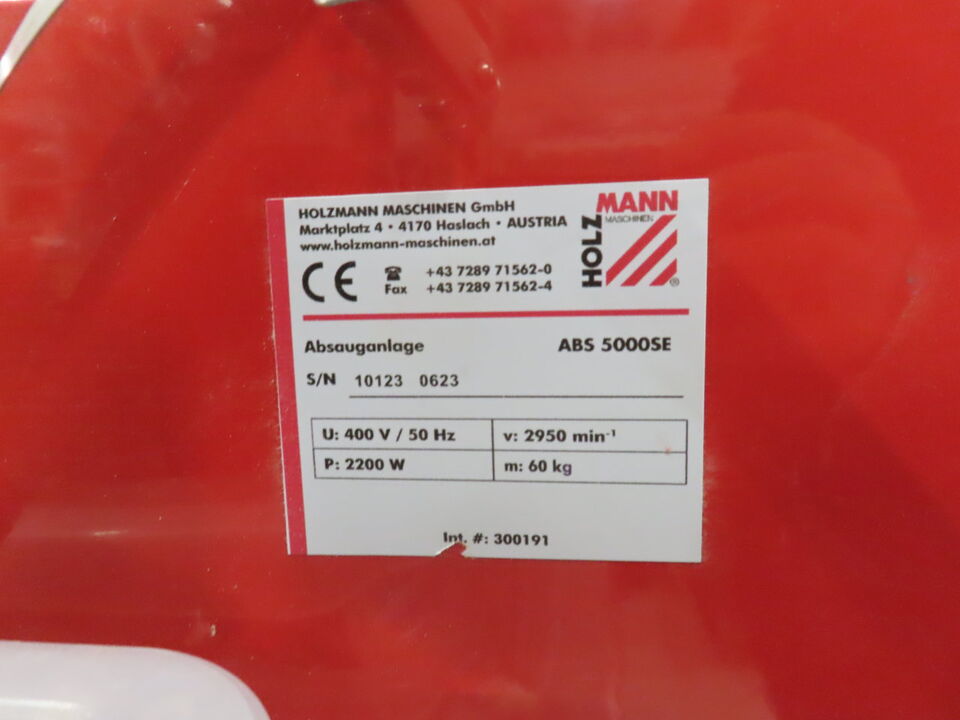 HOLZMANN MASCHINEN GmbH
Marktplatz 4 • 4170 Haslach • AUSTRIA
www.holzmann-maschinen.at
CE ☎ +43 7289 71562-0
Fax +43 7289 71562-4
HOLZ
MANN
MASCHINEN
®
Absauganlage ABS 5000SE
S/N 10123 0623
U: 400 V / 50 Hz v: 2950 min⁻¹
P: 2200 W m: 60 kg
Int. #: 300191